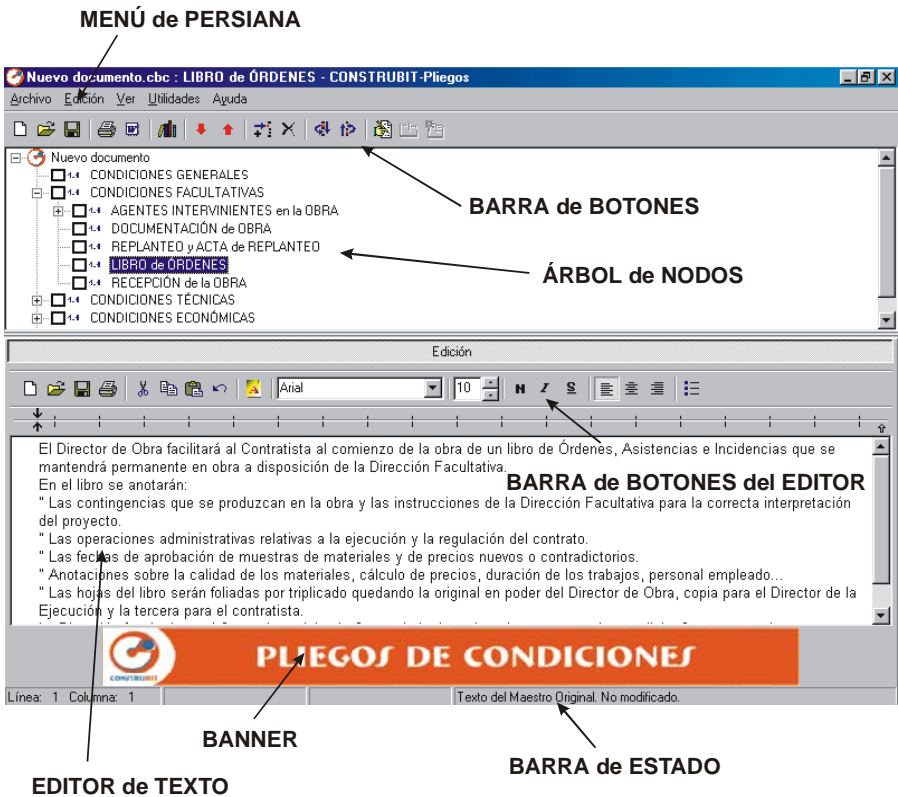 MENÚ de PERSIANA
Nuevo documento.cbc : LIBRO de ÓRDENES - CONSTRUBIT-Pliegos
Archivo Edición Ver Utilidades Ayuda
Nuevo documento
CONDICIONES GENERALES
CONDICIONES FACULTATIVAS
AGENTES INTERVINIENTES en la OBRA
DOCUMENTACIÓN de OBRA
REPLANTEO y ACTA de REPLANTEO
LIBRO de ÓRDENES
RECEPCIÓN de la OBRA
CONDICIONES TÉCNICAS
CONDICIONES ECONÓMICAS
BARRA de BOTONES
ÁRBOL de NODOS
Edición
Arial 10 N I S
El Director de Obra facilitará al Contratista al comienzo de la obra de un libro de Órdenes, Asistencias e Incidencias que se
mantendrá permanente en obra a disposición de la Dirección Facultativa.
En el libro se anotarán:
" Las contingencias que se produzcan en la obra y las instrucciones de la Dirección Facultativa para la correcta interpretación
del proyecto.
" Las operaciones administrativas relativas a la ejecución y la regulación del contrato.
" Las fechas de aprobación de muestras de materiales y de precios nuevos o contradictorios.
" Anotaciones sobre la calidad de los materiales, cálculo de precios, duración de los trabajos, personal empleado...
" Las hojas del libro serán foliadas por triplicado quedando la original en poder del Director de Obra, copia para el Director de la
Ejecución y la tercera para el contratista.
BARRA de BOTONES del EDITOR
CONSTRUBIT
PLIEGOS DE CONDICIONES
Línea: 1 Columna: 1
Texto del Maestro Original. No modificado.
BANNER
BARRA de ESTADO
EDITOR de TEXTO